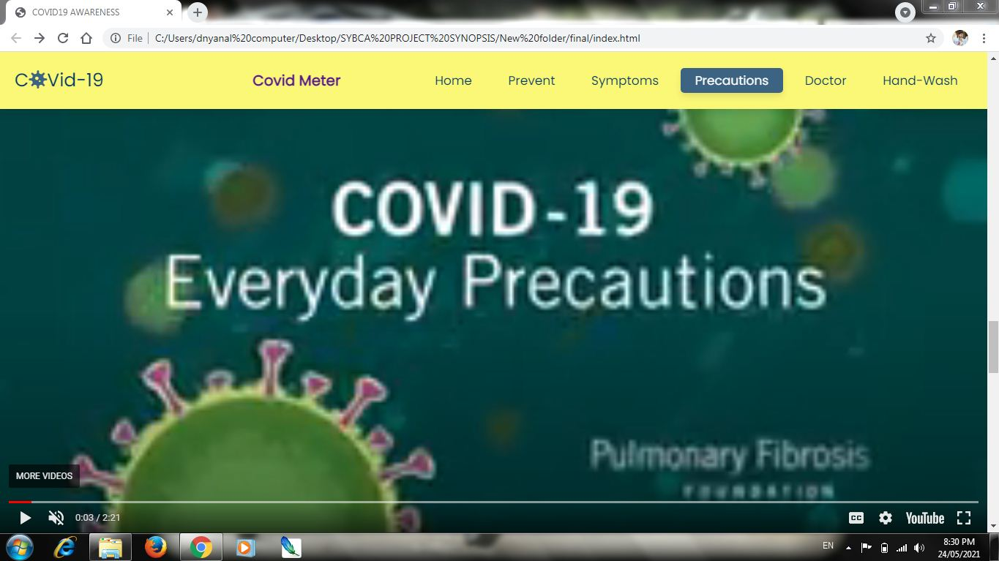 COVID19 AWARENESS
File
C:/Users/dnyanal%20computer/Desktop/SYBCA%20PROJECT%20SYNOPSIS/New%20folder/final/index.html
COVid-19
Covid Meter
Home
Prevent
Symptoms
Precautions
Doctor
Hand-Wash
COVID-19
Everyday Precautions
Pulmonary Fibrosis
FOUNDATION
MORE VIDEOS
0:03 / 2:21
CC
YouTube
EN
8:30 PM
24/05/2021